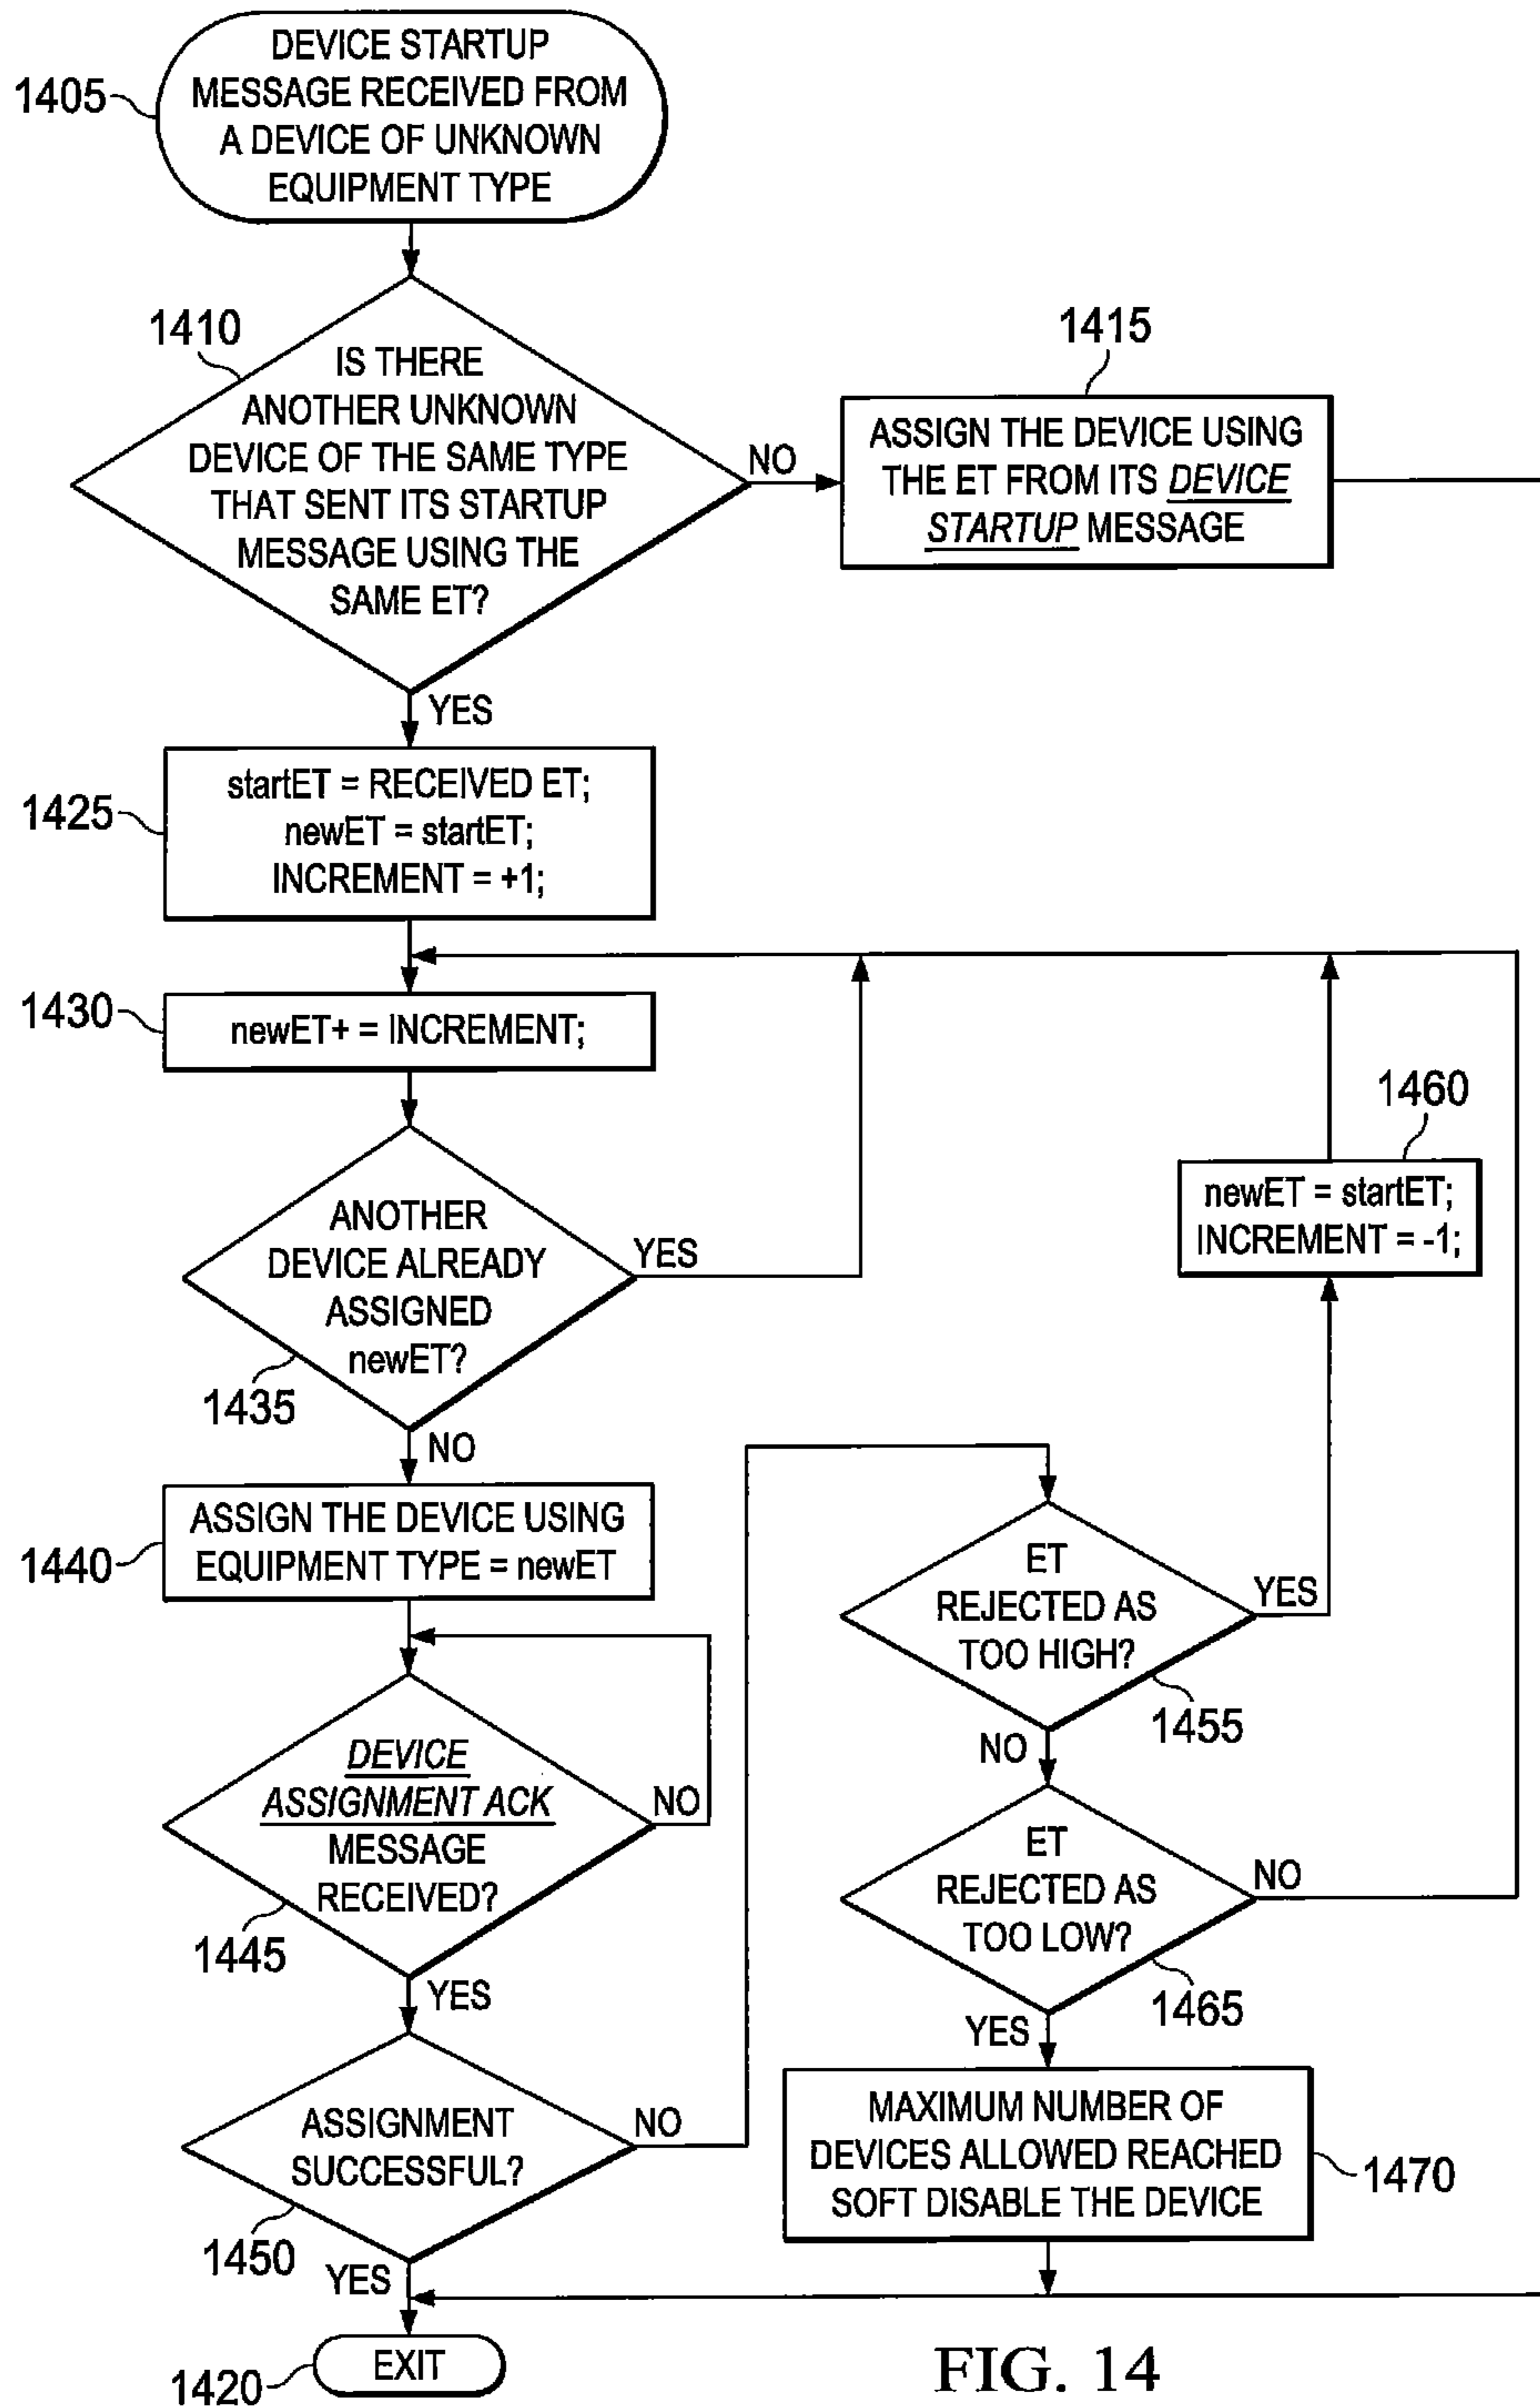 DEVICE STARTUP
MESSAGE RECEIVED FROM
A DEVICE OF UNKNOWN
EQUIPMENT TYPE
1405
1410
IS THERE
ANOTHER UNKNOWN
DEVICE OF THE SAME TYPE
THAT SENT ITS STARTUP
MESSAGE USING THE
SAME ET?
NO
1415
ASSIGN THE DEVICE USING
THE ET FROM ITS DEVICE
STARTUP MESSAGE
YES
1425
startET = RECEIVED ET;
newET = startET;
INCREMENT = +1;
1430
newET+ = INCREMENT;
ANOTHER
DEVICE ALREADY
ASSIGNED
newET?
YES
1435
NO
1460
newET = startET;
INCREMENT = -1;
1440
ASSIGN THE DEVICE USING
EQUIPMENT TYPE = newET
DEVICE
ASSIGNMENT ACK
MESSAGE
RECEIVED?
NO
1445
YES
ASSIGNMENT
SUCCESSFUL?
NO
1450
YES
ET
REJECTED AS
TOO HIGH?
YES
1455
NO
ET
REJECTED AS
TOO LOW?
NO
1465
YES
MAXIMUM NUMBER OF
DEVICES ALLOWED REACHED
SOFT DISABLE THE DEVICE
1470
1420
EXIT
FIG. 14